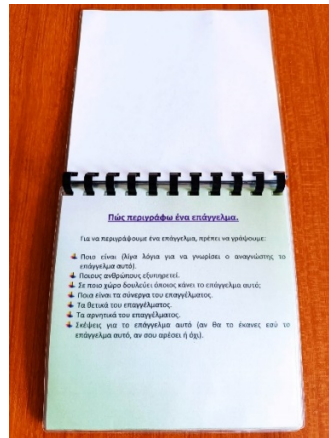 Πώς περιγράφω ένα επάγγελμα.
Για να περιγράψουμε ένα επάγγελμα, πρέπει να γράψουμε:
Ποιο είναι (λίγα λόγια για να γνωρίσει ο αναγνώστης το
επάγγελμα αυτό).
Ποιους ανθρώπους εξυπηρετεί.
Σε ποιο χώρο δουλεύει όποιος κάνει το επάγγελμα αυτό;
Ποια είναι τα σύνεργα του επαγγέλματος.
Τα θετικά του επαγγέλματος.
Τα αρνητικά του επαγγέλματος.
Σκέψεις για το επάγγελμα αυτό (αν θα το έκανες εσύ το
επάγγελμα αυτό, αν σου αρέσει ή όχι).